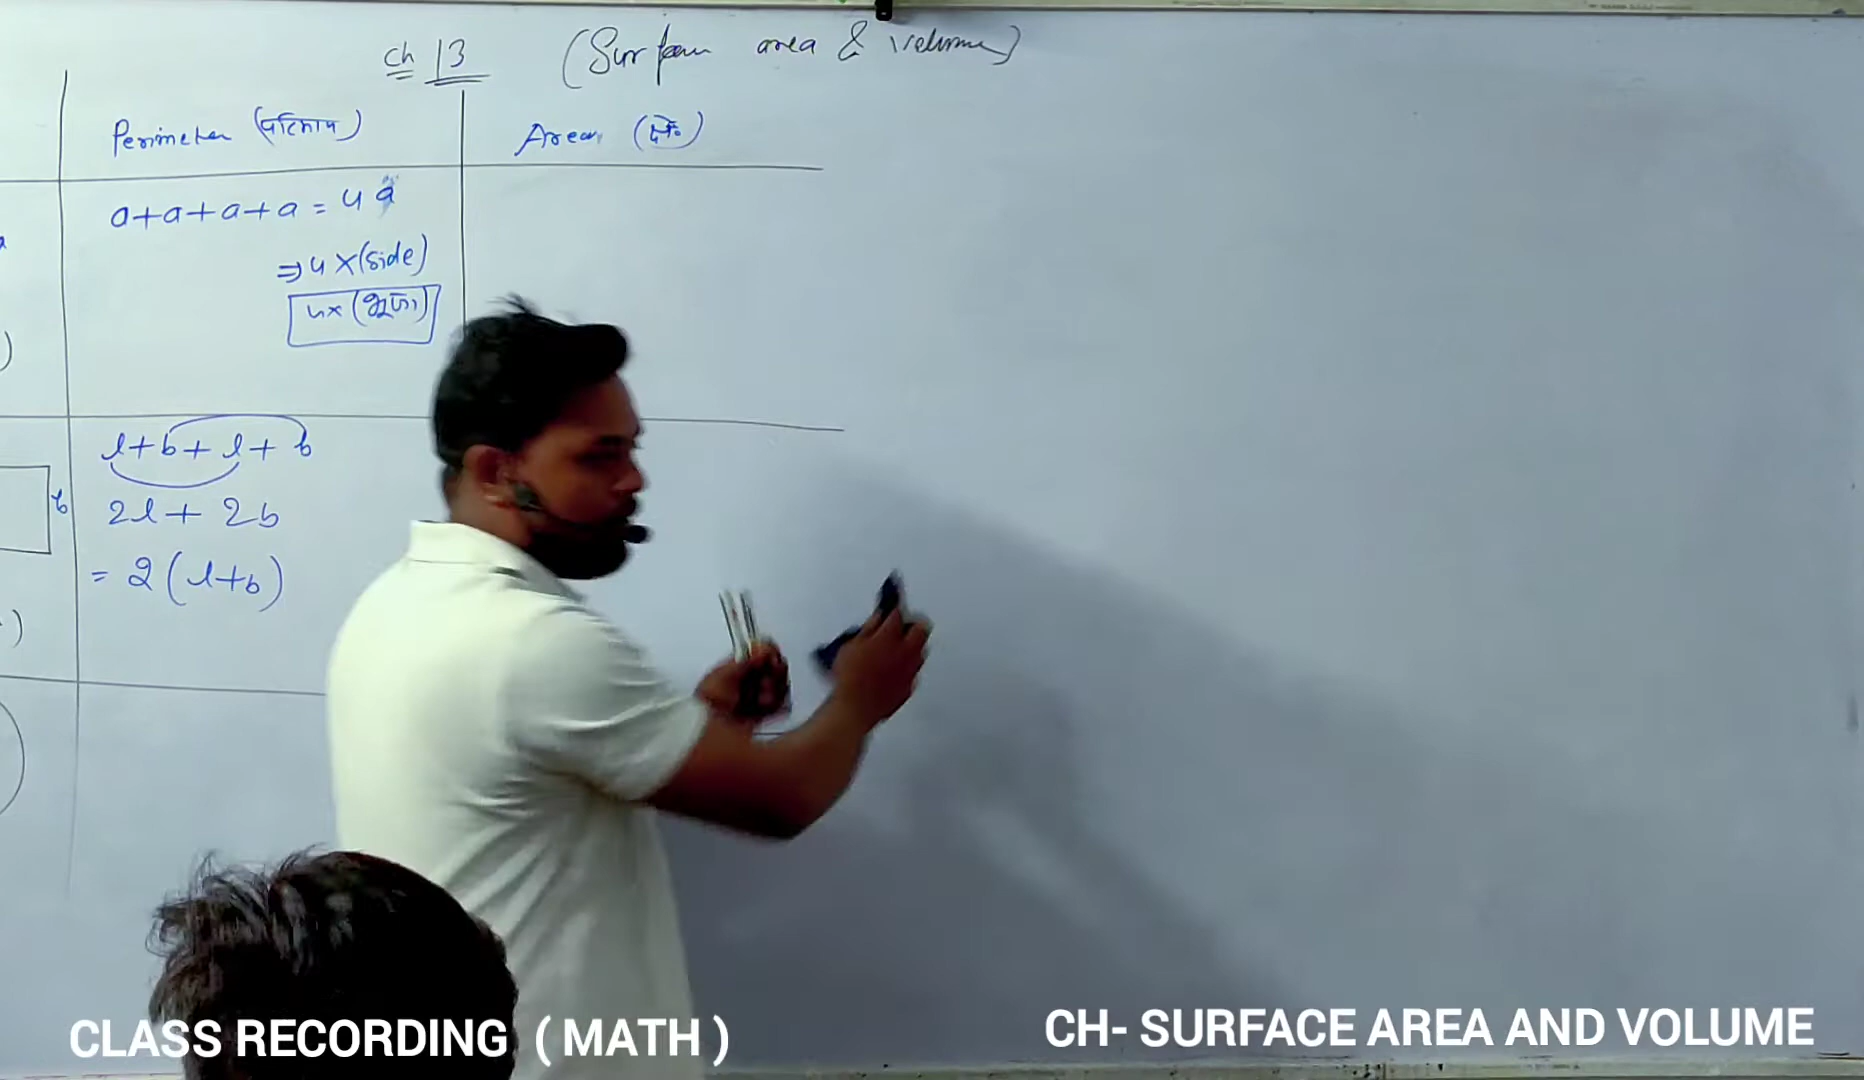 ch 13 (Surface area & Volume)
Perimeter (परिमाप) Area (क्षे०)
a+a+a+a = 4a
⇒ 4×(side)
4×(भुजा)
l+b+l+b
b 2l + 2b
= 2(l+b)
CLASS RECORDING ( MATH )
CH- SURFACE AREA AND VOLUME